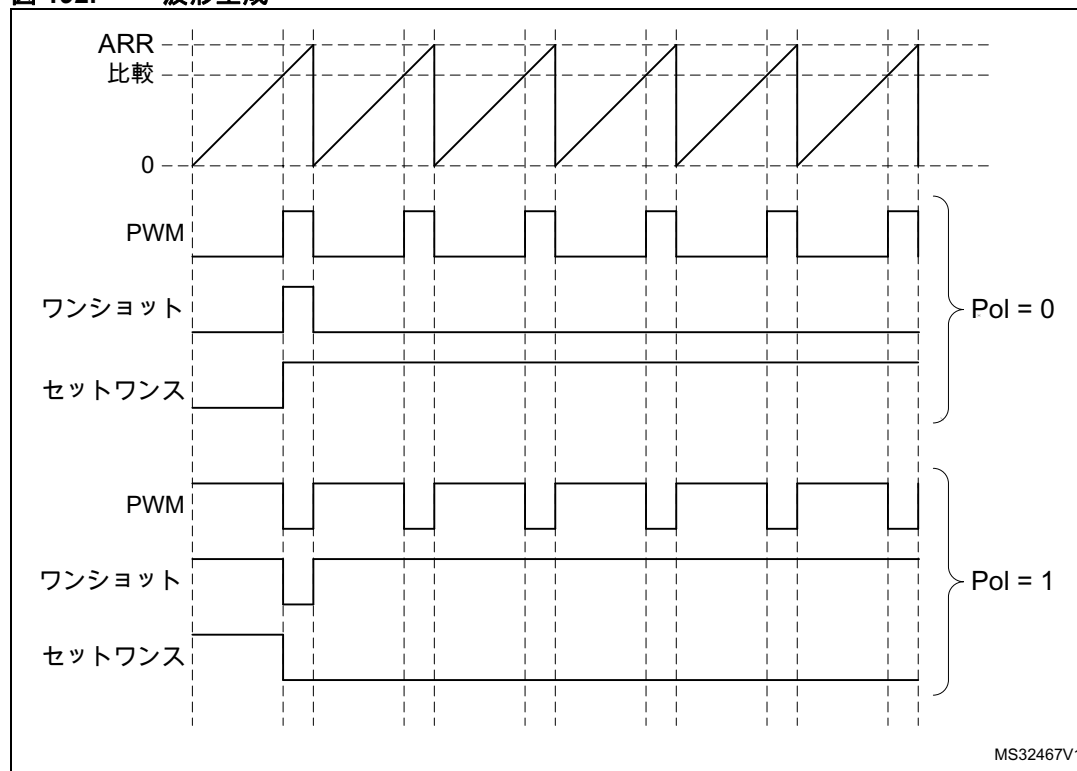 ARR
比較
0
PWM
ワンショット
セットワンス
Pol = 0
PWM
ワンショット
セットワンス
Pol = 1
MS32467V1